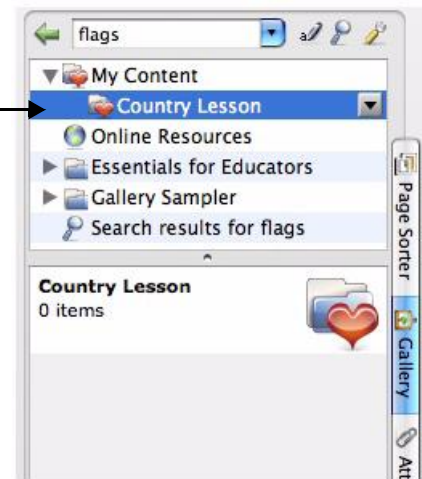 flags
My Content
Country Lesson
Online Resources
Essentials for Educators
Gallery Sampler
Search results for flags
Country Lesson
0 items
Page Sorter
Gallery
Att